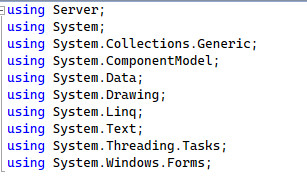 using Server;
using System;
using System.Collections.Generic;
using System.ComponentModel;
using System.Data;
using System.Drawing;
using System.Linq;
using System.Text;
using System.Threading.Tasks;
using System.Windows.Forms;